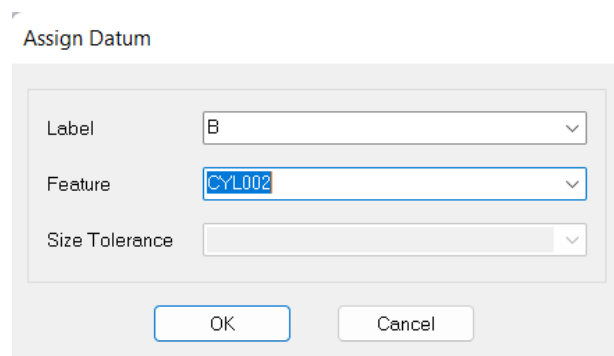 Assign Datum
Label B
Feature CYL002
Size Tolerance
OK Cancel